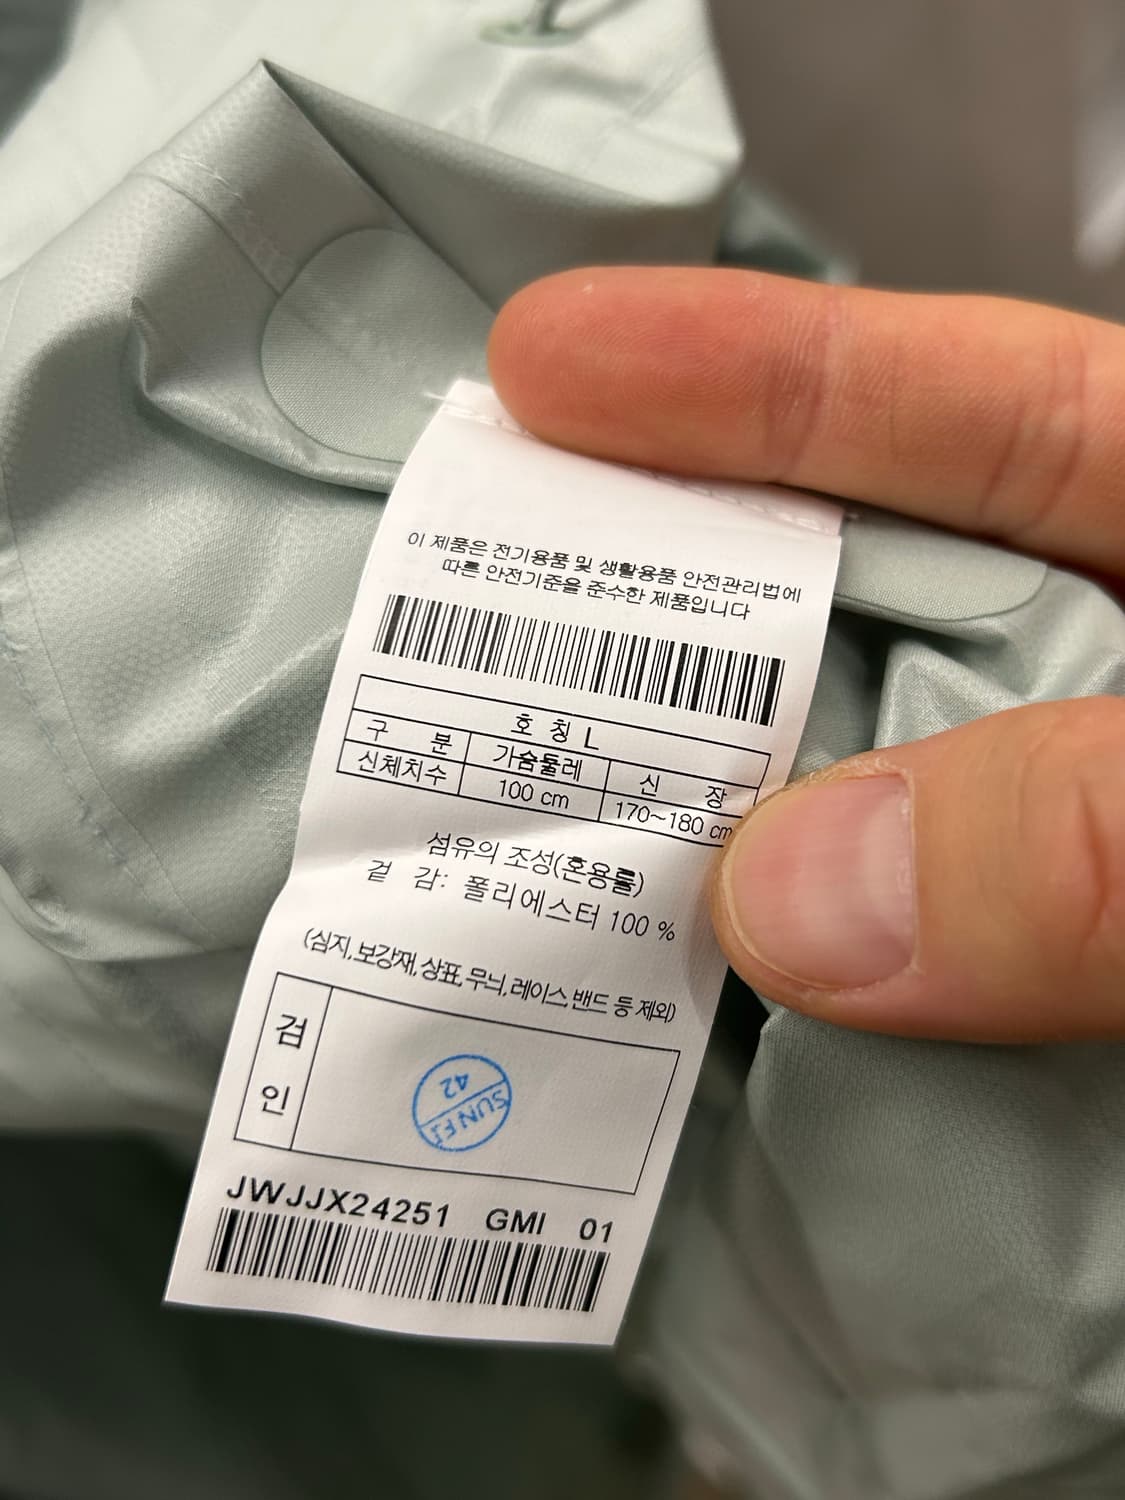 이 제품은 전기용품 및 생활용품 안전관리법에
따른 안전기준을 준수한 제품입니다
호 칭 L
구 분 가슴둘레 신 장
신체치수 100 cm 170~180 cm
섬유의 조성(혼용률)
겉 감: 폴리에스터 100 %
(심지,보강재,상표,무늬,레이스,밴드 등 제외)
검
인
42
SUNFI
JWJJX24251 GMI 01